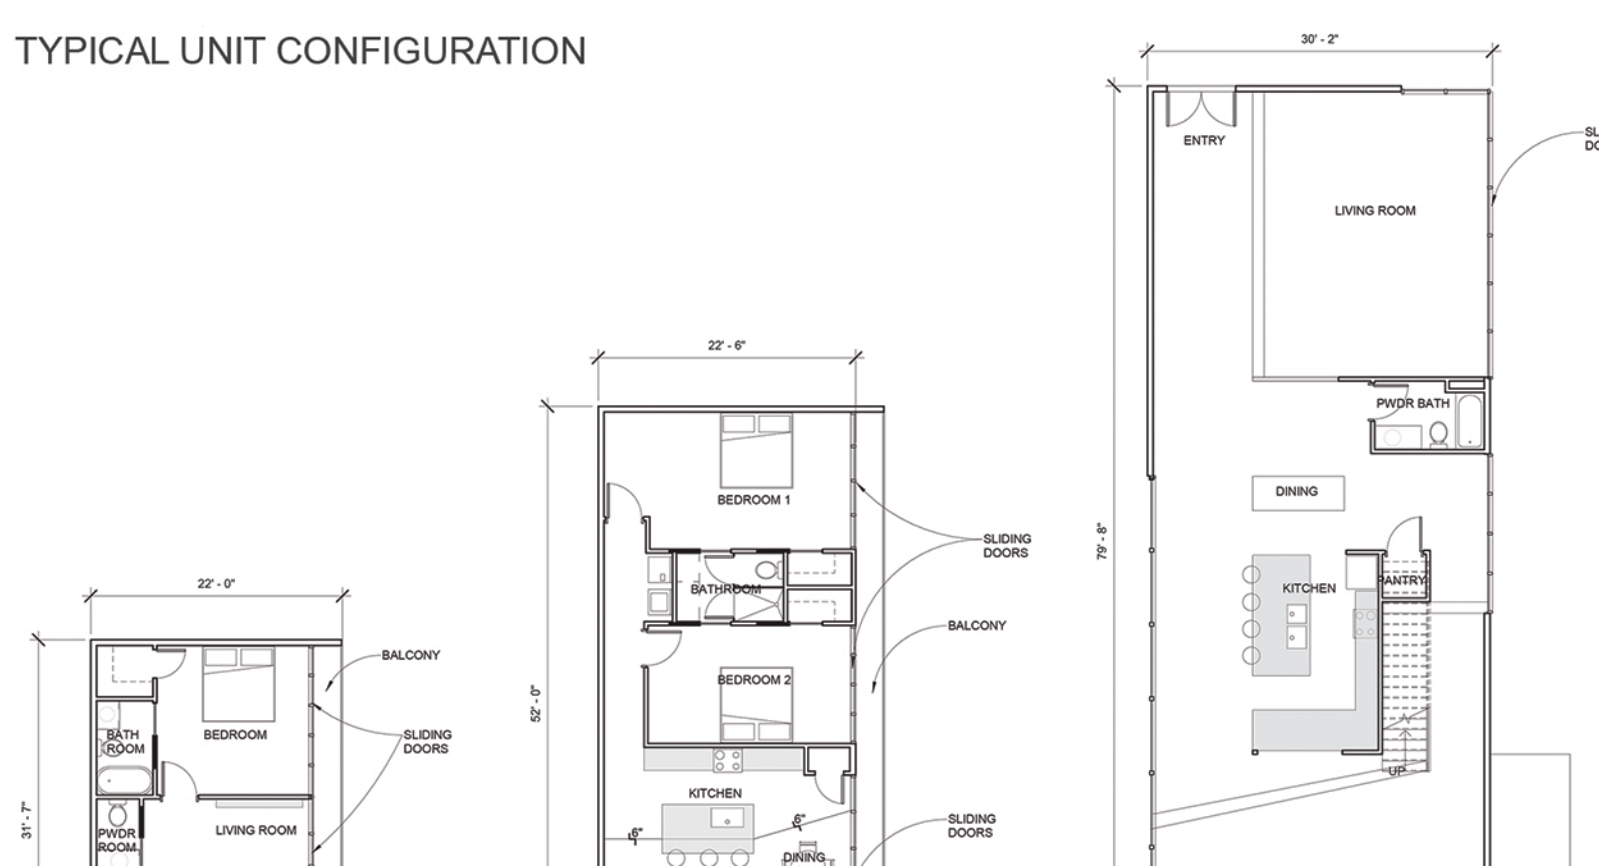 TYPICAL UNIT CONFIGURATION
30' - 2"
ENTRY
LIVING ROOM
PWDR BATH
DINING
79' - 8"
KITCHEN
PANTRY
UP
22' - 6"
BEDROOM 1
SLIDING
DOORS
BATHROOM
BALCONY
BEDROOM 2
52' - 0"
KITCHEN
6"
6"
SLIDING
DOORS
DINING
22' - 0"
BALCONY
BATH
ROOM
BEDROOM
SLIDING
DOORS
31' - 7"
PWDR
ROOM
LIVING ROOM